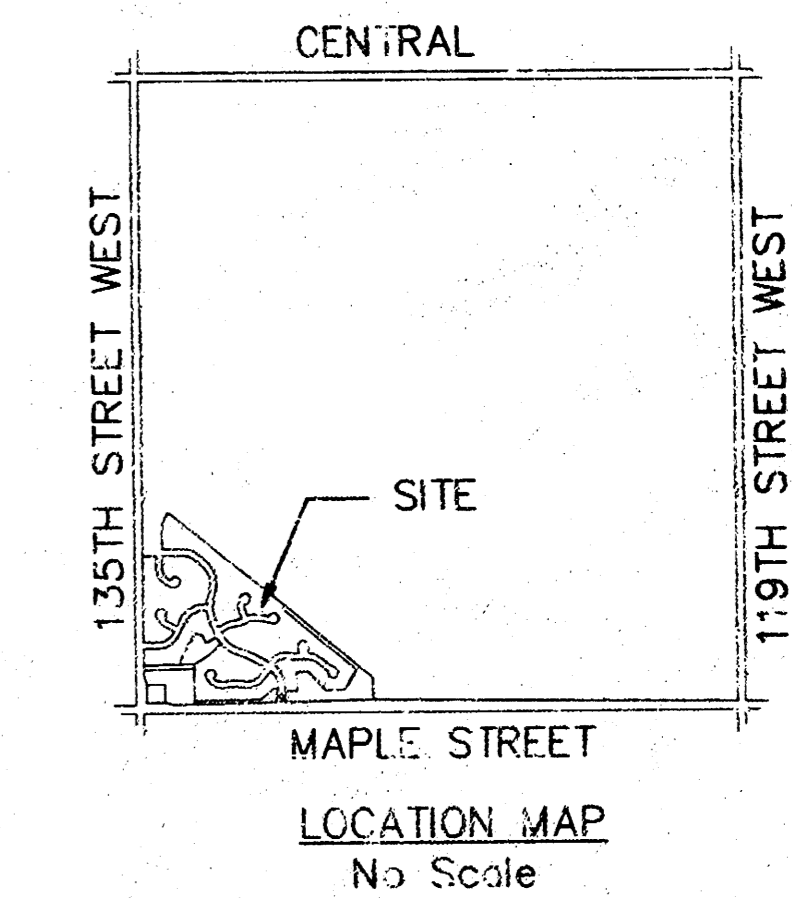 CENTRAL
135TH STREET WEST
119TH STREET WEST
SITE
MAPLE STREET
LOCATION MAP
No Scale